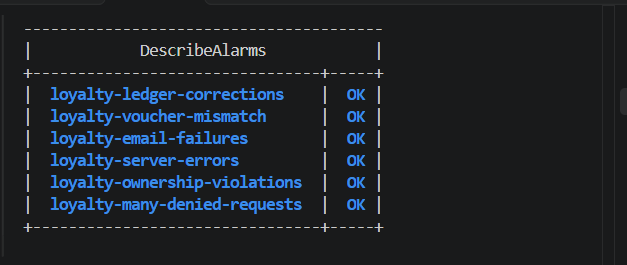 ---------------------------------------
|            DescribeAlarms            |
+-------------------------------+-----+
|  loyalty-ledger-corrections    |  OK |
|  loyalty-voucher-mismatch      |  OK |
|  loyalty-email-failures        |  OK |
|  loyalty-server-errors         |  OK |
|  loyalty-ownership-violations  |  OK |
|  loyalty-many-denied-requests  |  OK |
+-------------------------------+-----+